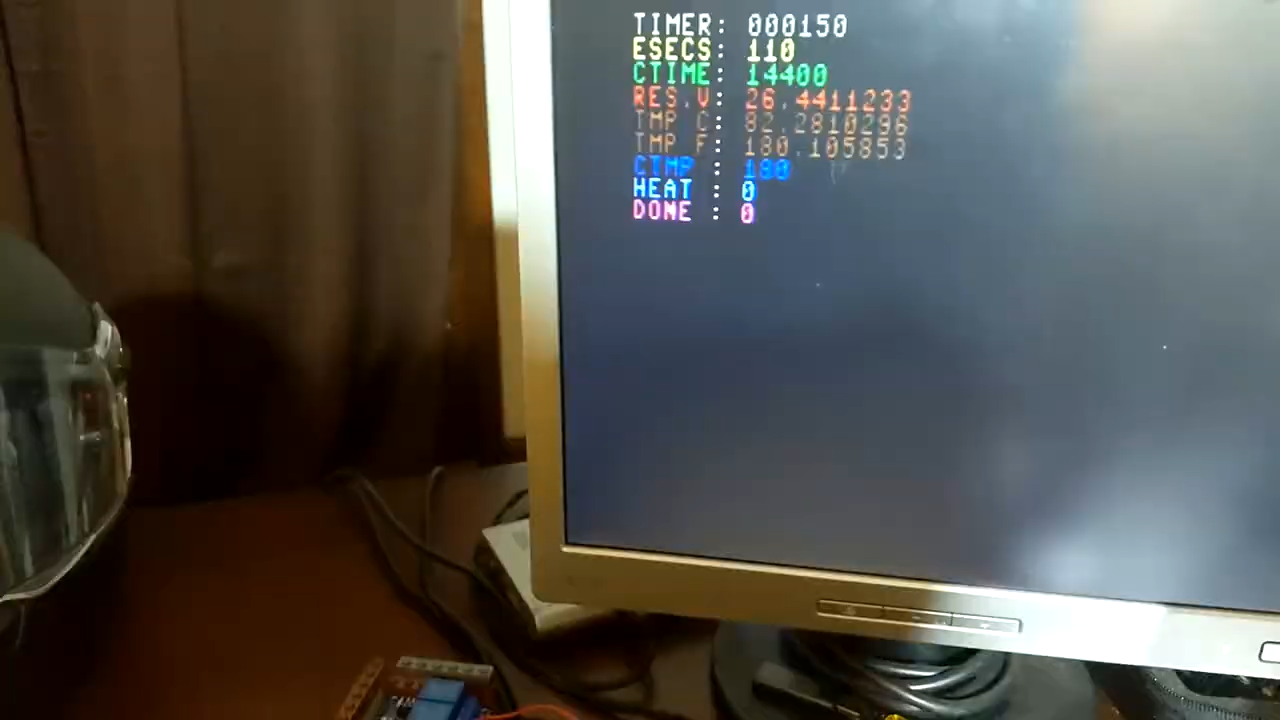 TIMER: 000150
ESECS: 110
CTIME: 14400
RES.V: 26.4411233
TMP C: 82.2810296
TMP F: 180.105853
CTMP : 180
HEAT : 0
DONE : 0